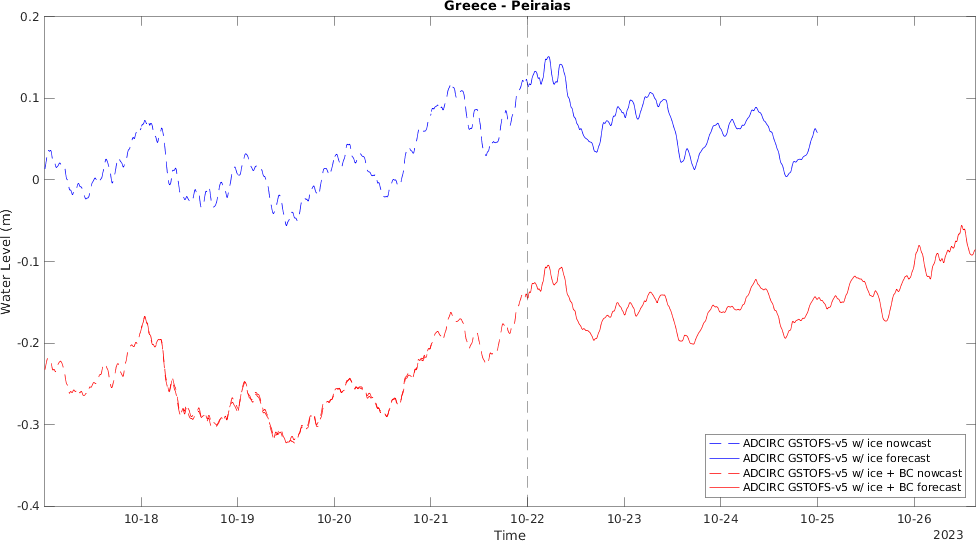 Greece - Peiraias
0.2
0.1
0
-0.1
-0.2
-0.3
-0.4
Water Level (m)
10-18
10-19
10-20
10-21
10-22
10-23
10-24
10-25
10-26
Time
2023
ADCIRC GSTOFS-v5 w/ ice nowcast
ADCIRC GSTOFS-v5 w/ ice forecast
ADCIRC GSTOFS-v5 w/ ice + BC nowcast
ADCIRC GSTOFS-v5 w/ ice + BC forecast